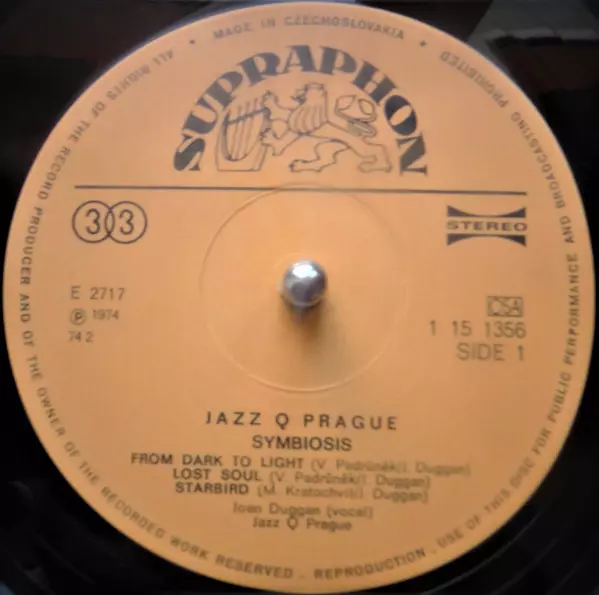 ALL RIGHTS OF THE RECORD PRODUCER AND OF THE OWNER OF THE RECORDED WORK RESERVED . REPRODUCTION . USE OF THIS DISC FOR PUBLIC PERFORMANCE AND BROADCASTING PROHIBITED
• MADE IN CZECHOSLOVAKIA •
SUPRAPHON
33
STEREO
E 2717
℗ 1974
74 2
ČSA
1 15 1356
SIDE 1
JAZZ Q PRAGUE
SYMBIOSIS
FROM DARK TO LIGHT (V. Padrůněk/J. Duggan)
LOST SOUL (V. Padrůněk/J. Duggan)
STARBIRD (M. Kratochvíl/J. Duggan)
Joan Duggan (vocal)
Jazz Q Prague